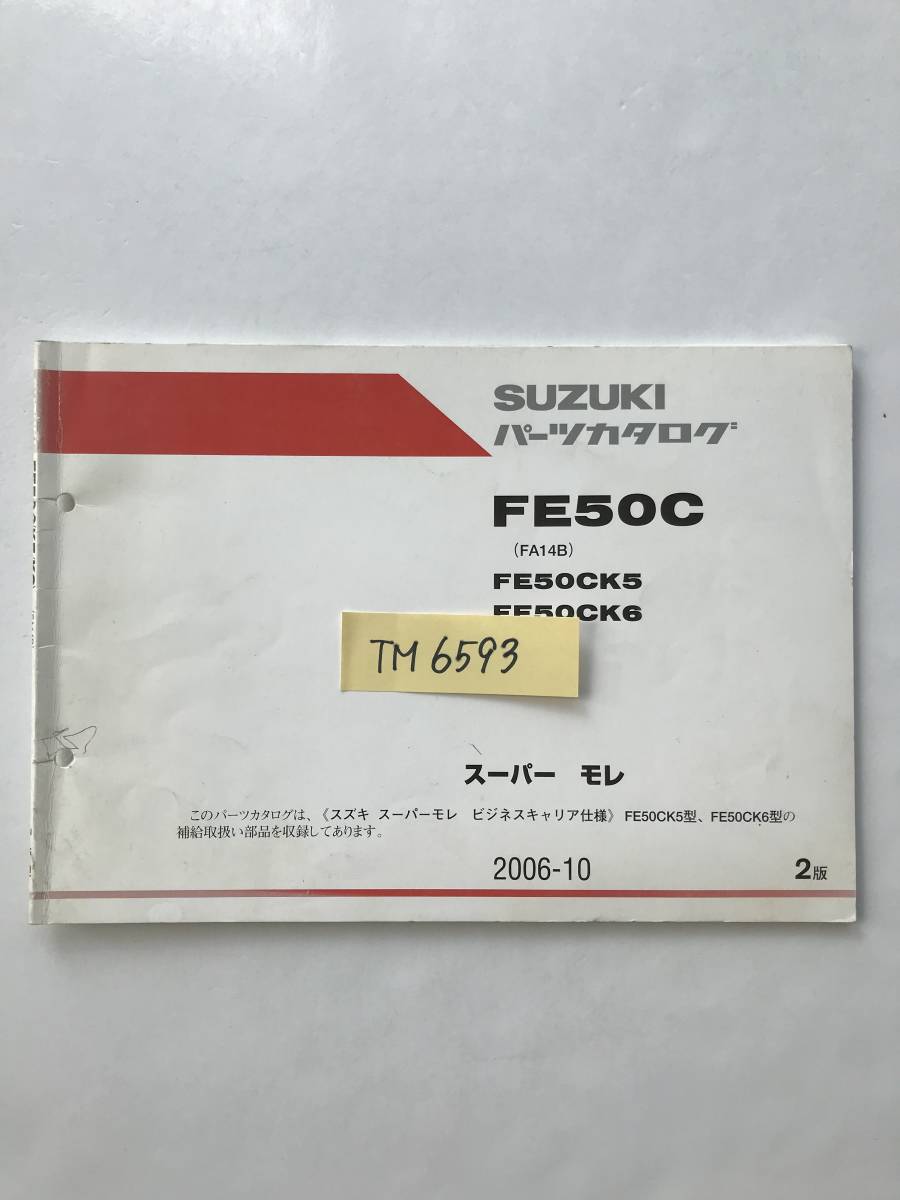 SUZUKI
パーツカタログ
FE50C
(FA14B)
FE50CK5
FE50CK6
TM 6593
スーパー モレ
このパーツカタログは、《スズキ スーパーモレ ビジネスキャリア仕様》 FE50CK5型、FE50CK6型の
補給取扱い部品を収録してあります。
2006-10 2版